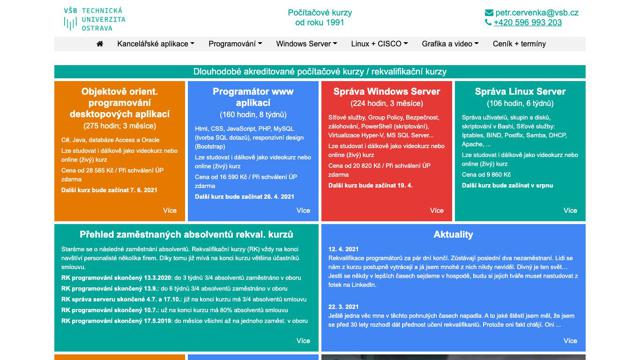 VŠB TECHNICKÁ
UNIVERZITA
OSTRAVA
Počítačové kurzy
od roku 1991
petr.cervenka@vsb.cz
+420 596 993 203
Kancelářské aplikace
Programování
Windows Server
Linux + CISCO
Grafika a video
Ceník + termíny
Dlouhodobé akreditované počítačové kurzy / rekvalifikační kurzy
Objektově orient.
programování
desktopových aplikací
(275 hodin; 3 měsíce)
C#, Java, databáze Access a Oracle
Lze studovat i dálkově jako videokurz nebo
online (živý) kurz
Cena od 28 585 Kč / Při schválení ÚP
zdarma
Další kurz bude začínat 7. 6. 2021
Více
Programátor www
aplikací
(160 hodin, 8 týdnů)
Html, CSS, JavaScript, PHP, MySQL
(tvorba SQL dotazů), responzivní design
(Bootstrap)
Lze studovat i dálkově jako videokurz nebo
online (živý) kurz
Cena od 16 590 Kč / Při schválení ÚP
zdarma
Další kurz bude začínat 26. 4. 2021
Více
Správa Windows Server
(224 hodin, 3 měsíce)
Síťové služby, Group Policy, Bezpečnost,
zálohování, PowerShell (skriptování),
Virtualizace Hyper-V, MS SQL Server...
Lze studovat i dálkově jako videokurz nebo
online (živý) kurz
Cena od 20 820 Kč / Při schválení ÚP
zdarma
Další kurz bude začínat 19. 4.
Více
Správa Linux Server
(106 hodin, 6 týdnů)
Správa uživatelů, skupin a disků,
skriptování v Bashi, Síťové služby:
Iptables, BIND, Postfix, Samba, DHCP,
Apache, ...
Lze studovat i dálkově jako videokurz nebo
online (živý) kurz
Cena od 9 860 Kč
Další kurz bude začínat v srpnu
Více
Přehled zaměstnaných absolventů rekval. kurzů
Staráme se o následné zaměstnání absolventů. Rekvalifikační kurzy (RK) vždy na konci
navštíví personalisté několika firem. Díky tomu již mívá na konci kurzu většina účastníků
smlouvu.
RK programování skončený 13.3.2020: do 3 týdnů 3/4 absolventů zaměstnáno v oboru
RK programování skončený 13.9.: do 6 týdnů 3/4 absolventů zaměstnáno v oboru
RK správa serveru skončené 4.7. a 17.10.: již na konci kurzu má 3/4 absolventů smlouvu
RK programování skončený 10.7.: už na konci kurzu má 80% absolventů smlouvu
RK programování skončený 17.5.2019: do měsíce všichni až na jednoho zaměst. v oboru
Více
Aktuality
12. 4. 2021
Rekvalifikace programátorů za pár dní končí. Zůstávají poslední dva nezaměstnaní. Lidi se
nám z kurzu postupně vytrácejí a já jsem mnohé z nich nikdy neviděl. Divný je ten svět...
Jestli se někdy v lepších časech sejdeme v hospodě, budu si jejich tváře muset nastudovat z
fotek na LinkedIn.
22. 3. 2021
Ještě jedna věc mne v těchto pohnutých časech napadla. A to jaké štěstí jsem měl, že jsem
se před 30 lety rozhodl dát přednost učení rekvalifikantů. Protože oni fakt chtějí. Oni ...
Více